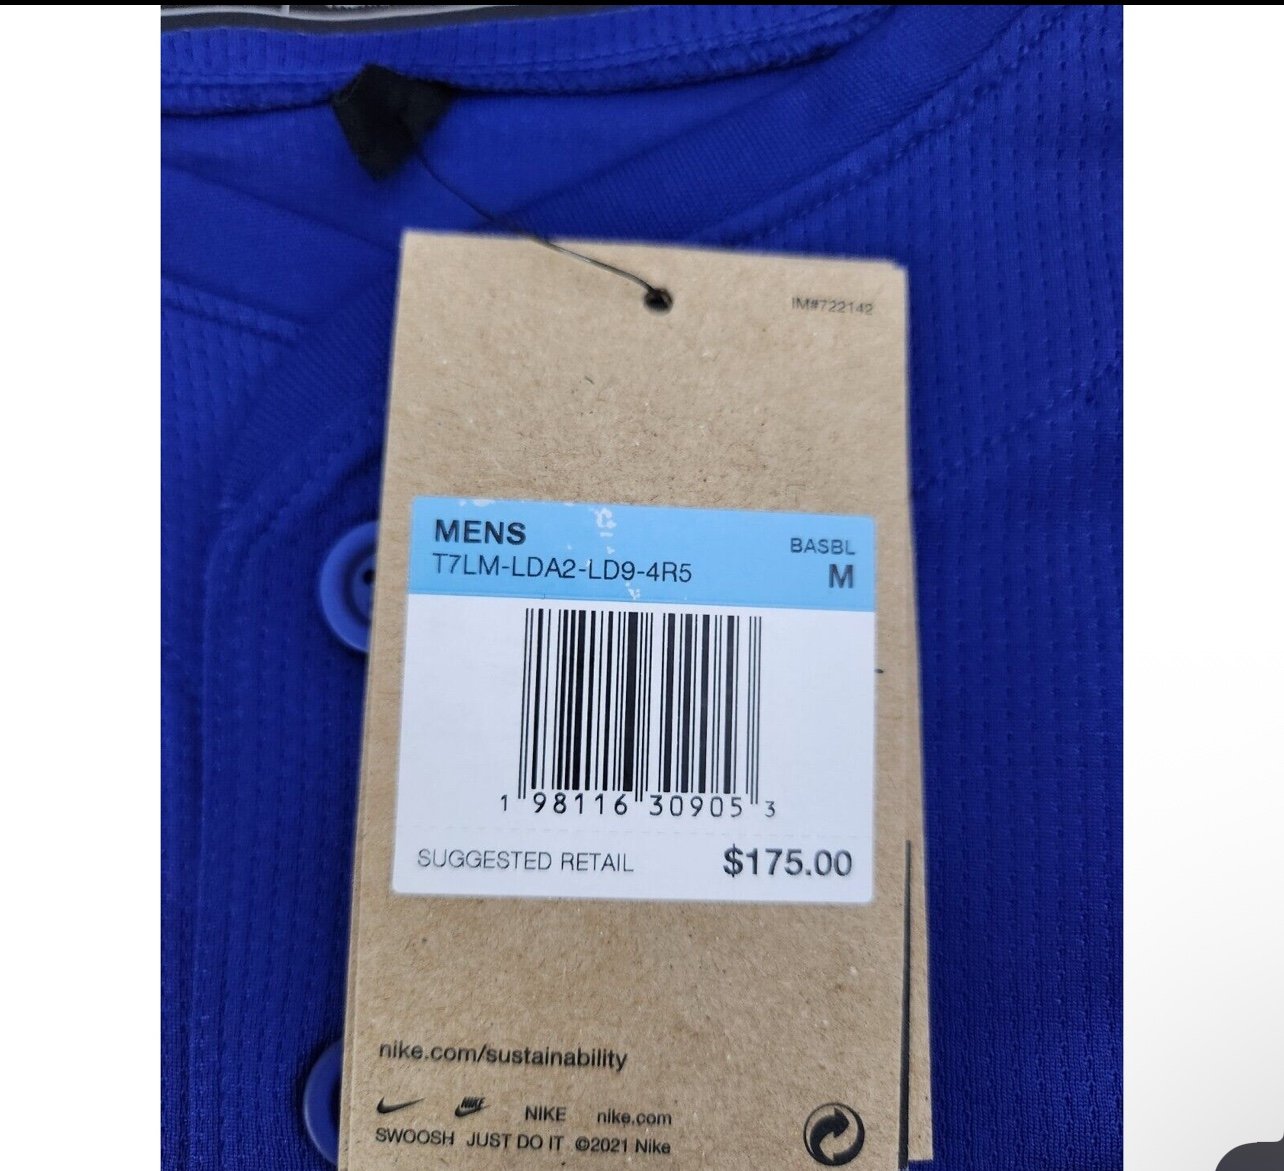 IM#722142
MENS
BASBL
T7LM-LDA2-LD9-4R5
M
1 98116 30905 3
SUGGESTED RETAIL $175.00
nike.com/sustainability
NIKE NIKE nike.com
SWOOSH JUST DO IT ©2021 Nike